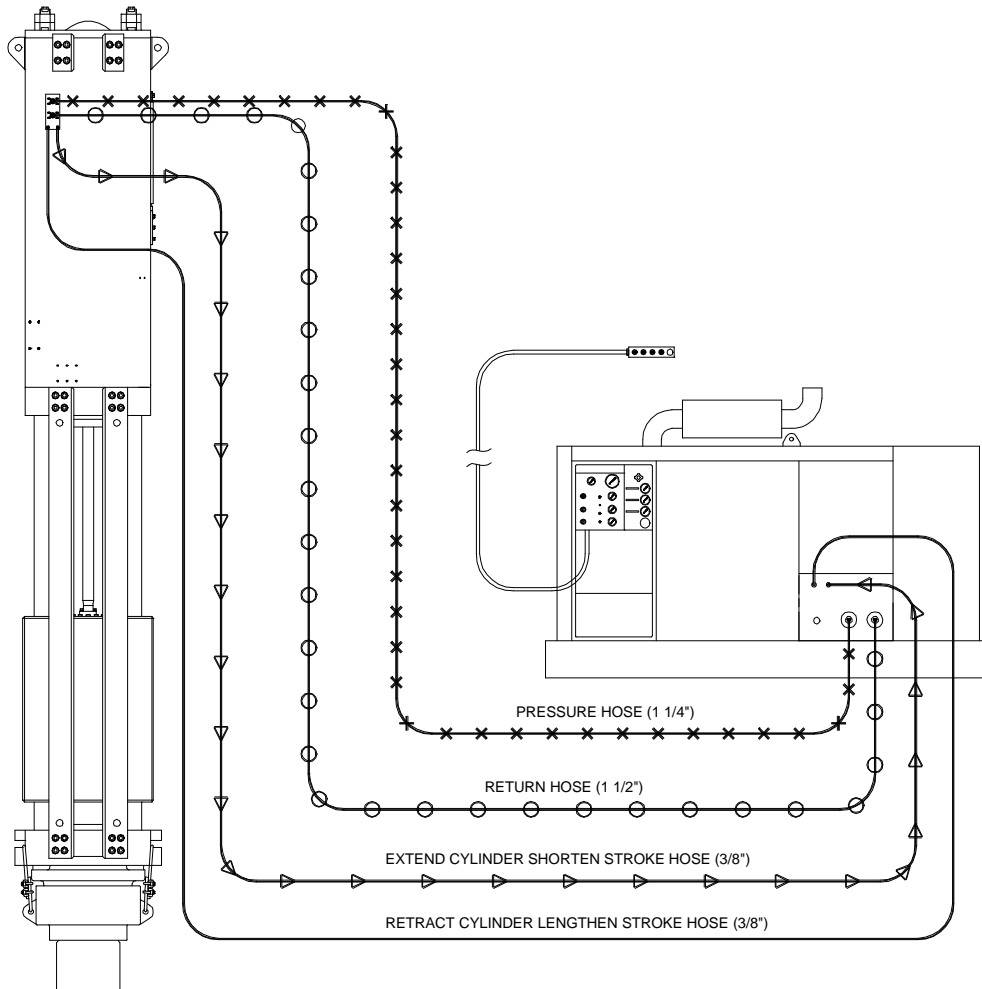 PRESSURE HOSE (1 1/4")
RETURN HOSE (1 1/2")
EXTEND CYLINDER SHORTEN STROKE HOSE (3/8")
RETRACT CYLINDER LENGTHEN STROKE HOSE (3/8")